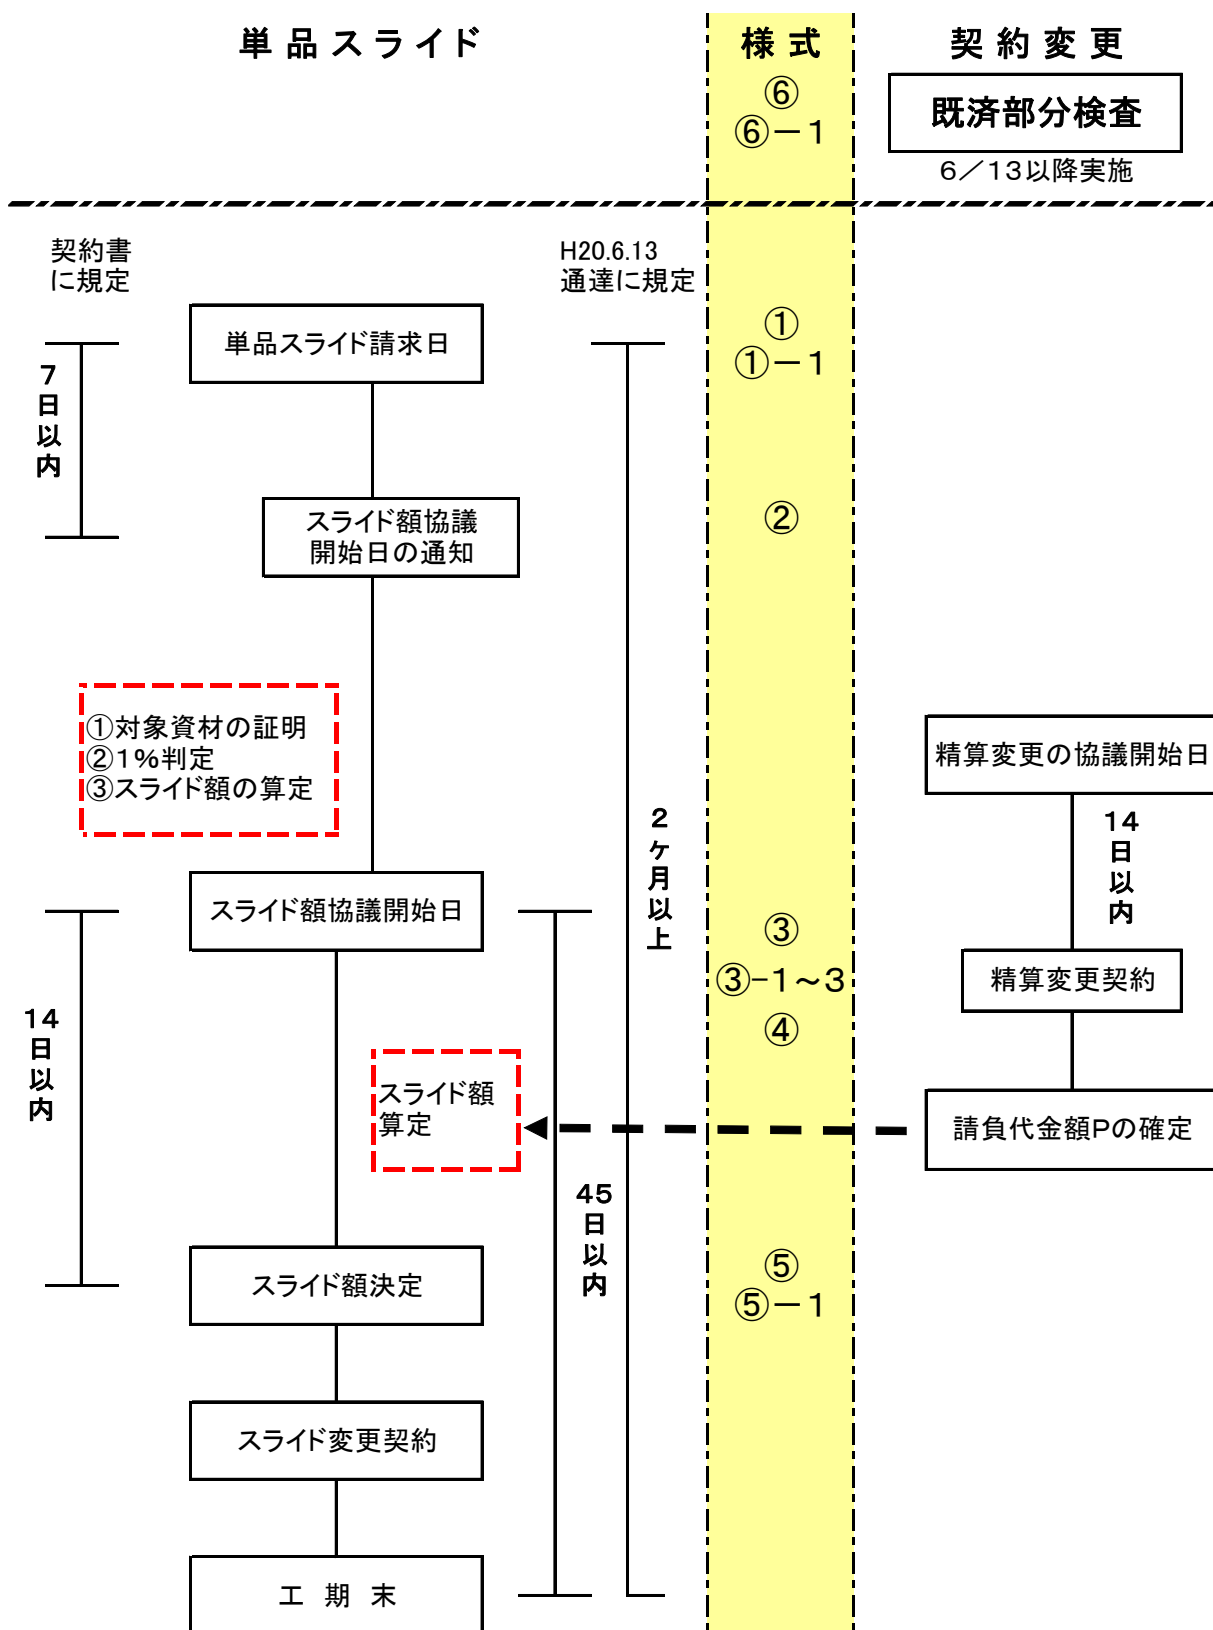 単品スライド
様式
契約変更
⑥
⑥－１
既済部分検査
６／１３以降実施
契約書
に規定
H20.6.13
通達に規定
単品スライド請求日
①
①－１
７日以内
スライド額協議
開始日の通知
②
①対象資材の証明
②１％判定
③スライド額の算定
精算変更の協議開始日
２ヶ月以上
14日以内
スライド額協議開始日
③
③-１～３
④
精算変更契約
14日以内
スライド額
算定
請負代金額Pの確定
45日以内
スライド額決定
⑤
⑤－１
スライド変更契約
工期末